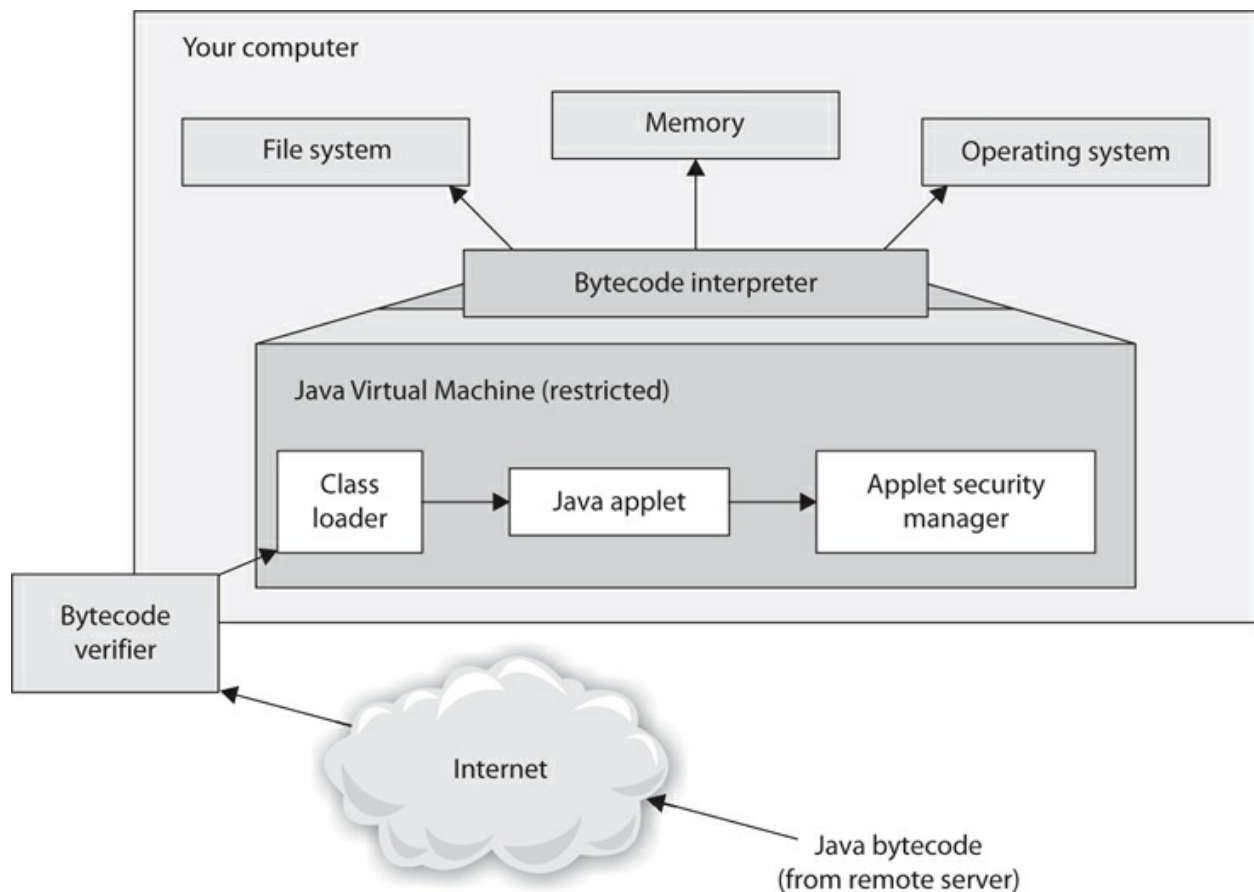 Your computer
File system
Memory
Operating system
Bytecode interpreter
Java Virtual Machine (restricted)
Class
loader
Java applet
Applet security
manager
Bytecode
verifier
Internet
Java bytecode
(from remote server)